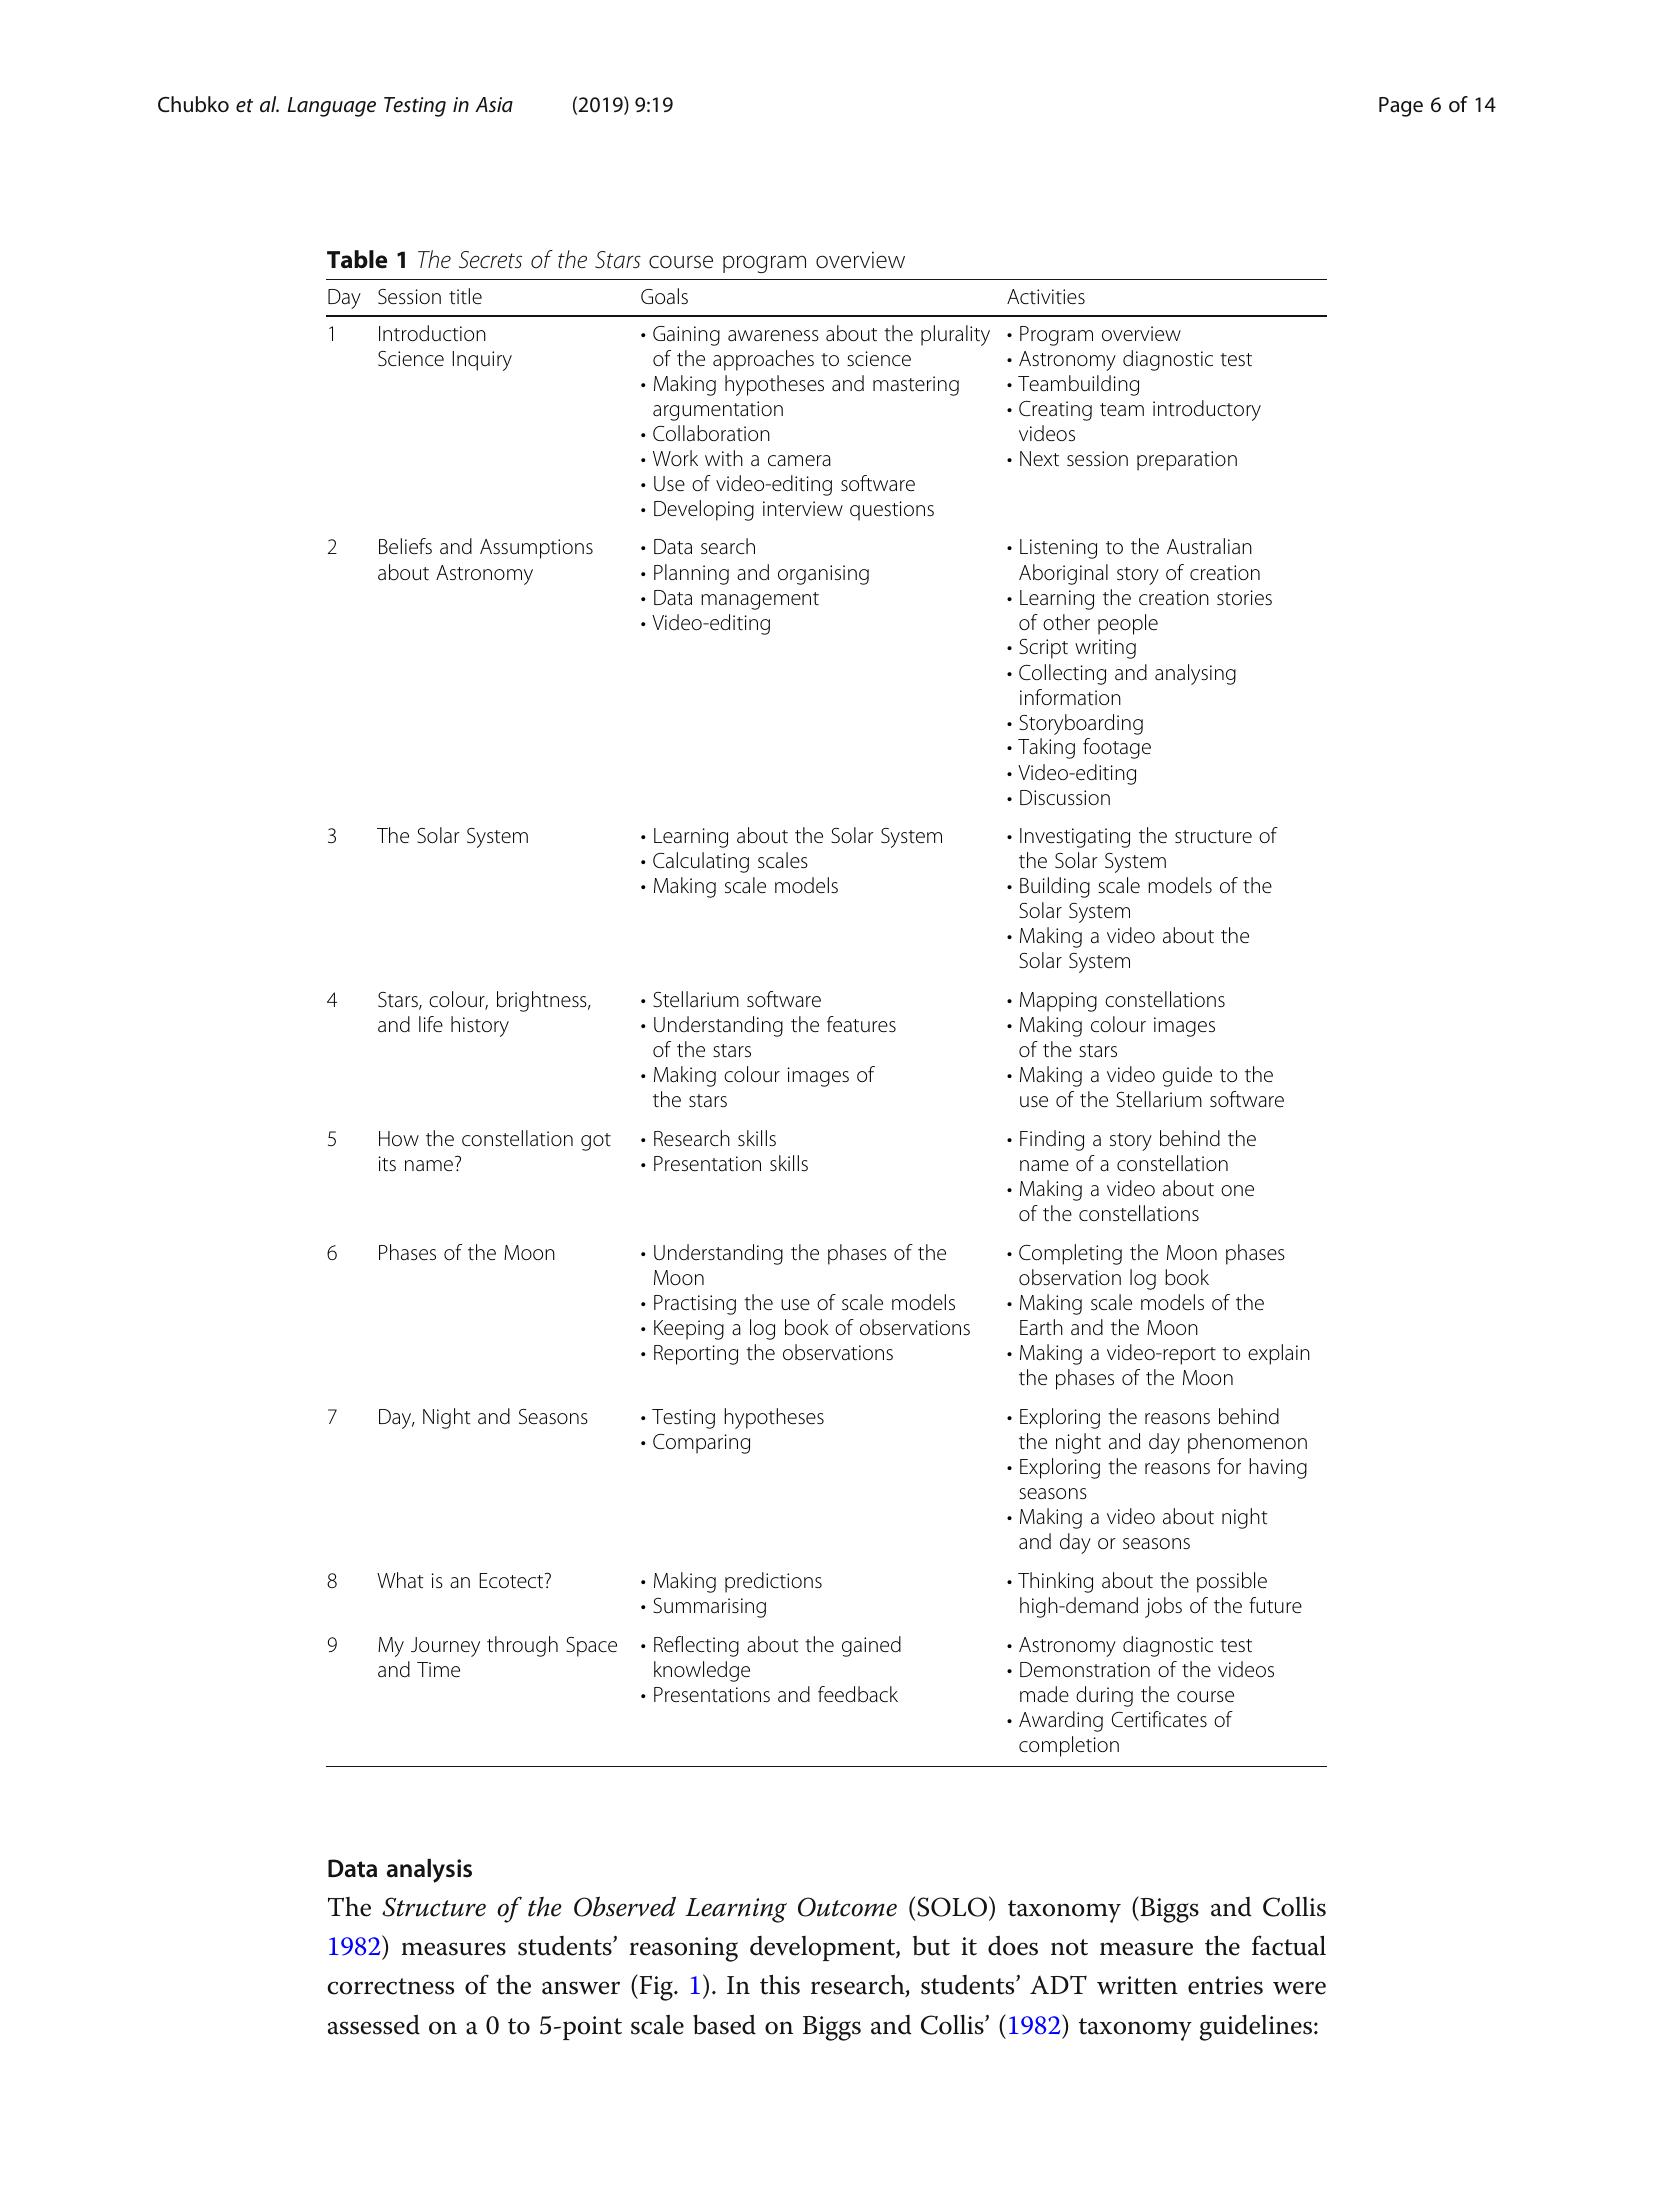 Chubko et al. Language Testing in Asia (2019) 9:19 Page 6 of 14
Table 1 The Secrets of the Stars course program overview
Day Session title Goals Activities
1 Introduction • Gaining awareness about the plurality • Program overview
Science Inquiry of the approaches to science • Astronomy diagnostic test
• Making hypotheses and mastering • Teambuilding
argumentation • Creating team introductory
• Collaboration videos
• Work with a camera • Next session preparation
• Use of video-editing software
• Developing interview questions
2 Beliefs and Assumptions • Data search • Listening to the Australian
about Astronomy • Planning and organising Aboriginal story of creation
• Data management • Learning the creation stories
• Video-editing of other people
• Script writing
• Collecting and analysing
information
• Storyboarding
• Taking footage
• Video-editing
• Discussion
3 The Solar System • Learning about the Solar System • Investigating the structure of
• Calculating scales the Solar System
• Making scale models • Building scale models of the
Solar System
• Making a video about the
Solar System
4 Stars, colour, brightness, • Stellarium software • Mapping constellations
and life history • Understanding the features • Making colour images
of the stars of the stars
• Making colour images of • Making a video guide to the
the stars use of the Stellarium software
5 How the constellation got • Research skills • Finding a story behind the
its name? • Presentation skills name of a constellation
• Making a video about one
of the constellations
6 Phases of the Moon • Understanding the phases of the • Completing the Moon phases
Moon observation log book
• Practising the use of scale models • Making scale models of the
• Keeping a log book of observations Earth and the Moon
• Reporting the observations • Making a video-report to explain
the phases of the Moon
7 Day, Night and Seasons • Testing hypotheses • Exploring the reasons behind
• Comparing the night and day phenomenon
• Exploring the reasons for having
seasons
• Making a video about night
and day or seasons
8 What is an Ecotect? • Making predictions • Thinking about the possible
• Summarising high-demand jobs of the future
9 My Journey through Space • Reflecting about the gained • Astronomy diagnostic test
and Time knowledge • Demonstration of the videos
• Presentations and feedback made during the course
• Awarding Certificates of
completion
Data analysis
The Structure of the Observed Learning Outcome (SOLO) taxonomy (Biggs and Collis
1982) measures students’ reasoning development, but it does not measure the factual
correctness of the answer (Fig. 1). In this research, students’ ADT written entries were
assessed on a 0 to 5-point scale based on Biggs and Collis’ (1982) taxonomy guidelines: